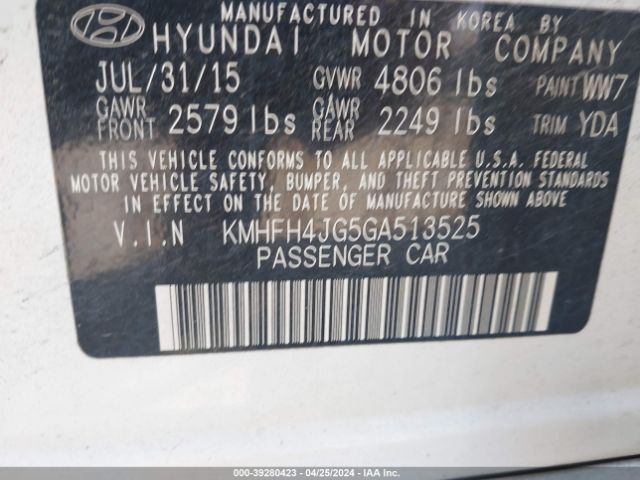 MANUFACTURED IN KOREA BY
HYUNDAI MOTOR COMPANY
JUL/31/15 GVWR 4806 lbs PAINT WW7
GAWR FRONT 2579 lbs GAWR REAR 2249 lbs TRIM YDA
THIS VEHICLE CONFORMS TO ALL APPLICABLE U.S.A. FEDERAL
MOTOR VEHICLE SAFETY, BUMPER, AND THEFT PREVENTION
STANDARDS IN EFFECT ON THE DATE OF MANUFACTURE SHOWN ABOVE.
V.I.N KMHFH4JG5GA513525
PASSENGER CAR
000-39280423 - 04/25/2024 - IAA Inc.